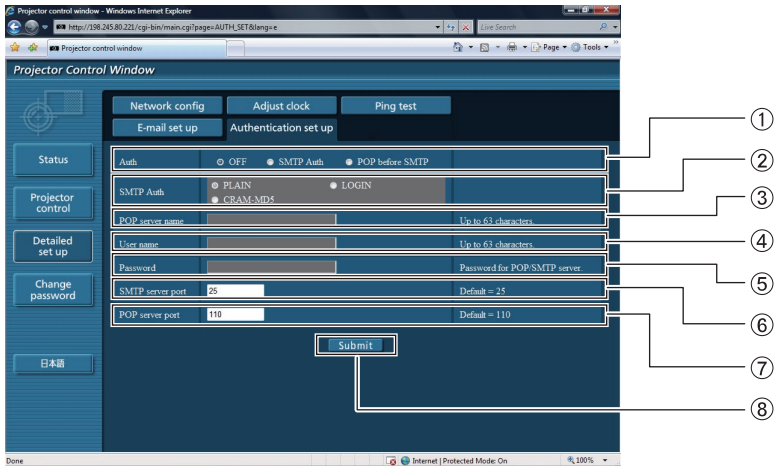 Projector control window - Windows Internet Explorer
http://198.245.80.221/cgi-bin/main.cgi?page=AUTH_SET&lang=e
Live Search
Projector control window
Page
Tools
Projector Control Window
Network config
Adjust clock
Ping test
E-mail set up
Authentication set up
Status
Projector control
Detailed set up
Change password
日本語
Auth OFF SMTP Auth POP before SMTP
SMTP Auth PLAIN LOGIN
CRAM-MD5
POP server name Up to 63 characters.
User name Up to 63 characters.
Password Password for POP/SMTP server.
SMTP server port 25 Default = 25
POP server port 110 Default = 110
Submit
①
②
③
④
⑤
⑥
⑦
⑧
Done
Internet | Protected Mode: On
100%